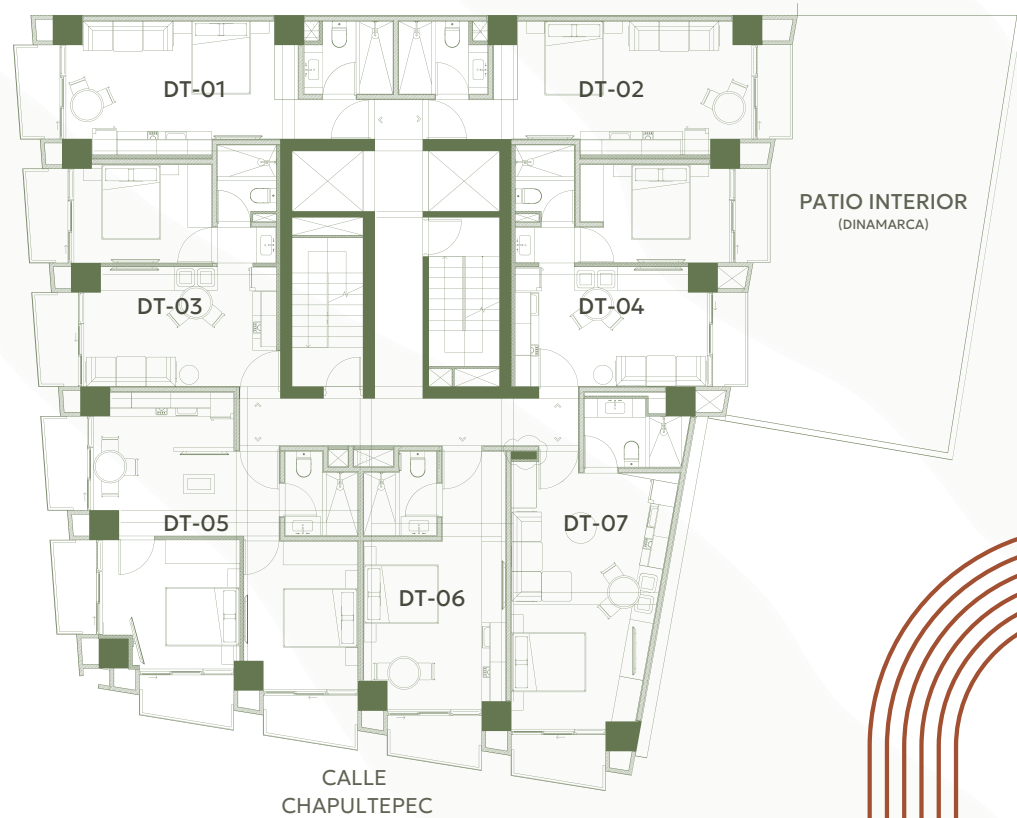 DT-01
DT-02
PATIO INTERIOR
(DINAMARCA)
DT-03
DT-04
DT-05
DT-07
DT-06
CALLE
CHAPULTEPEC